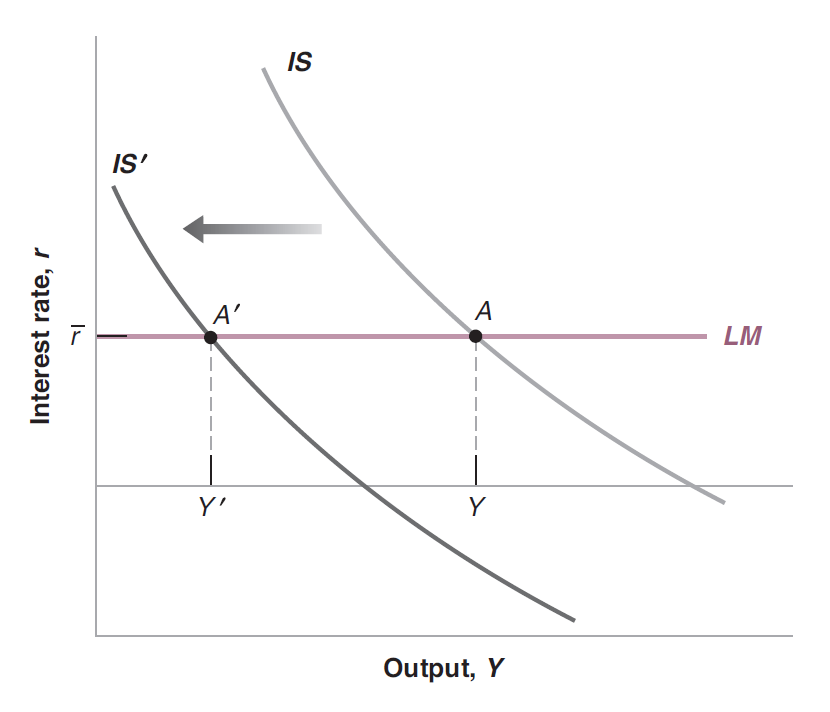 IS
IS′
Interest rate, r
A′
A
r̅
LM
Y′
Y
Output, Y